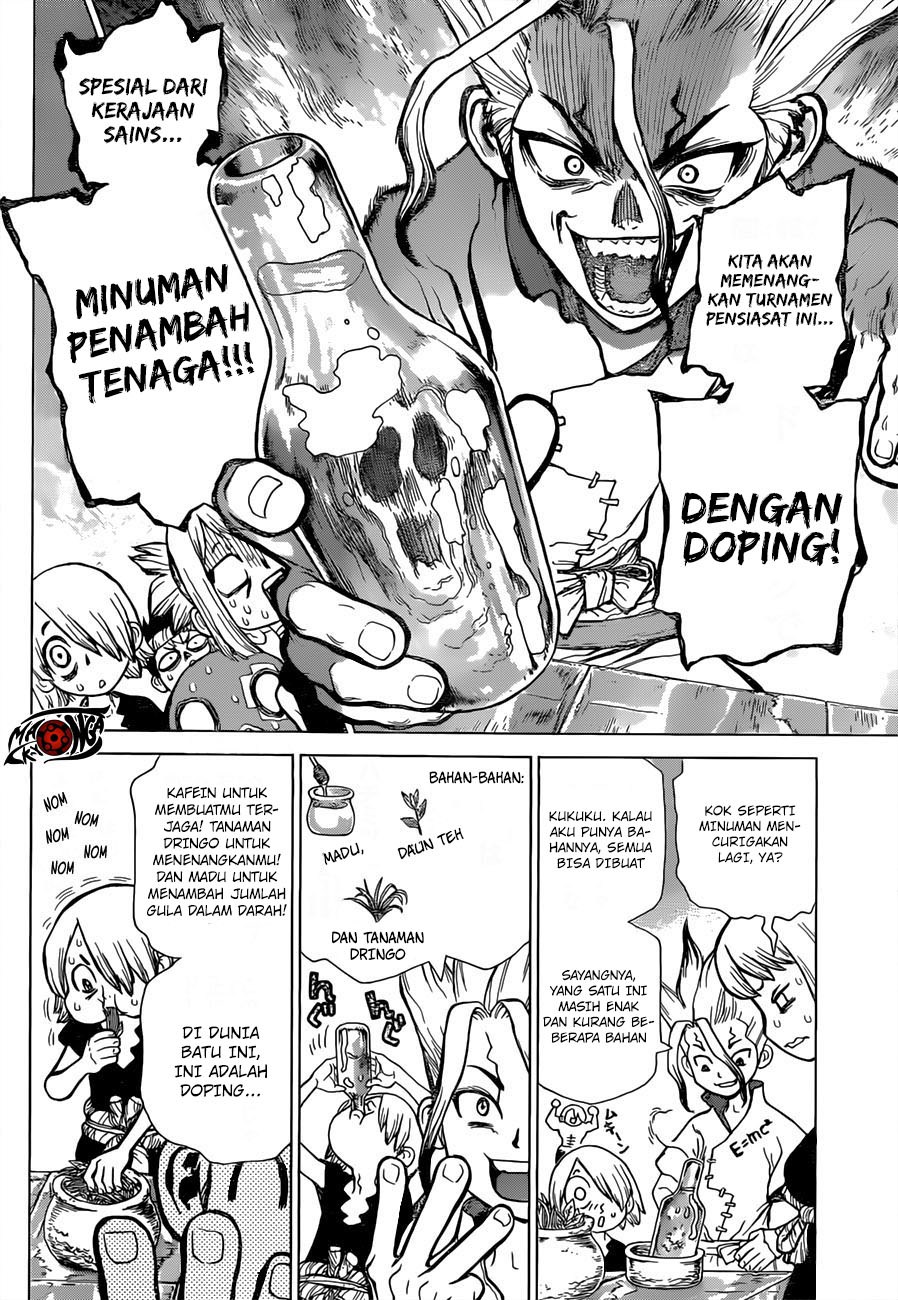 KITA AKAN
MEMENANG-
KAN TURNAMEN
PENSIASAT INI...
DENGAN
DOPING!
SPESIAL DARI
KERAJAAN
SAINS...
MINUMAN
PENAMBAH
TENAGA!!!
KOK SEPERTI
MINUMAN MEN-
CURIGAKAN
LAGI, YA?
KUKUKU. KALAU
AKU PUNYA BA-
HANNYA, SEMUA
BISA DIBUAT
SAYANGNYA,
YANG SATU INI
MASIH ENAK
DAN KURANG BE-
BERAPA BAHAN
E=mc²
BAHAN-BAHAN:
MADU,
DAUN TEH
DAN TANAMAN
DRINGO
KAFEIN UNTUK
MEMBUATMU TER-
JAGA! TANAMAN
DRINGO UNTUK
MENENANGKANMU!
DAN MADU UNTUK
MENAMBAH JUMLAH
GULA DALAM DARAH!
DI DUNIA
BATU INI,
INI ADALAH
DOPING...
NOM
NOM
NOM
NOM
NOM